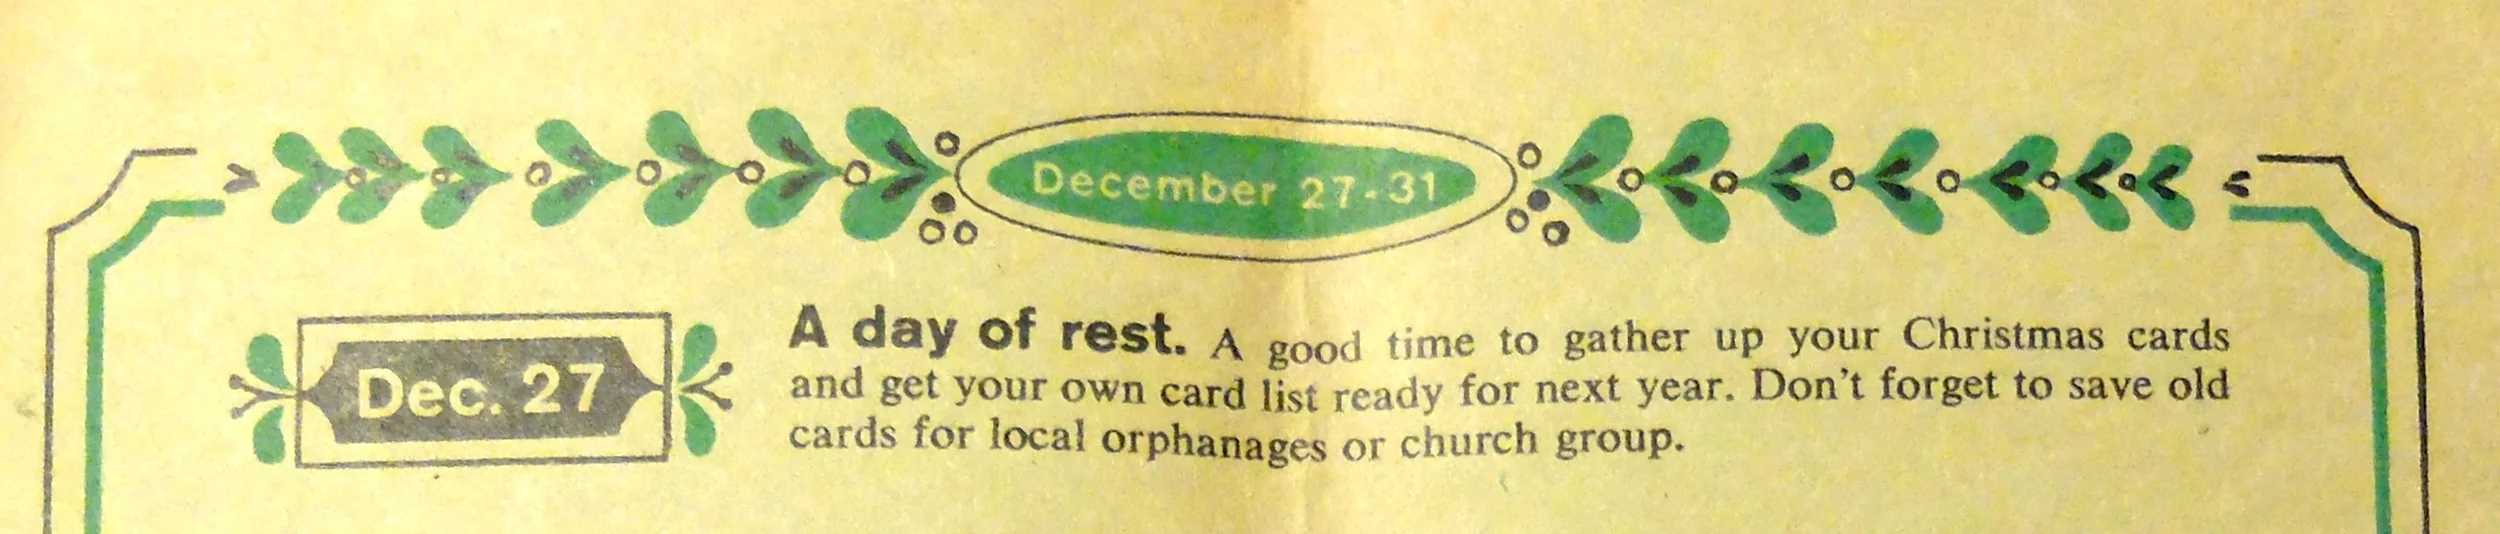 December 27-31
Dec. 27
A day of rest. A good time to gather up your Christmas cards
and get your own card list ready for next year. Don't forget to save old
cards for local orphanages or church group.